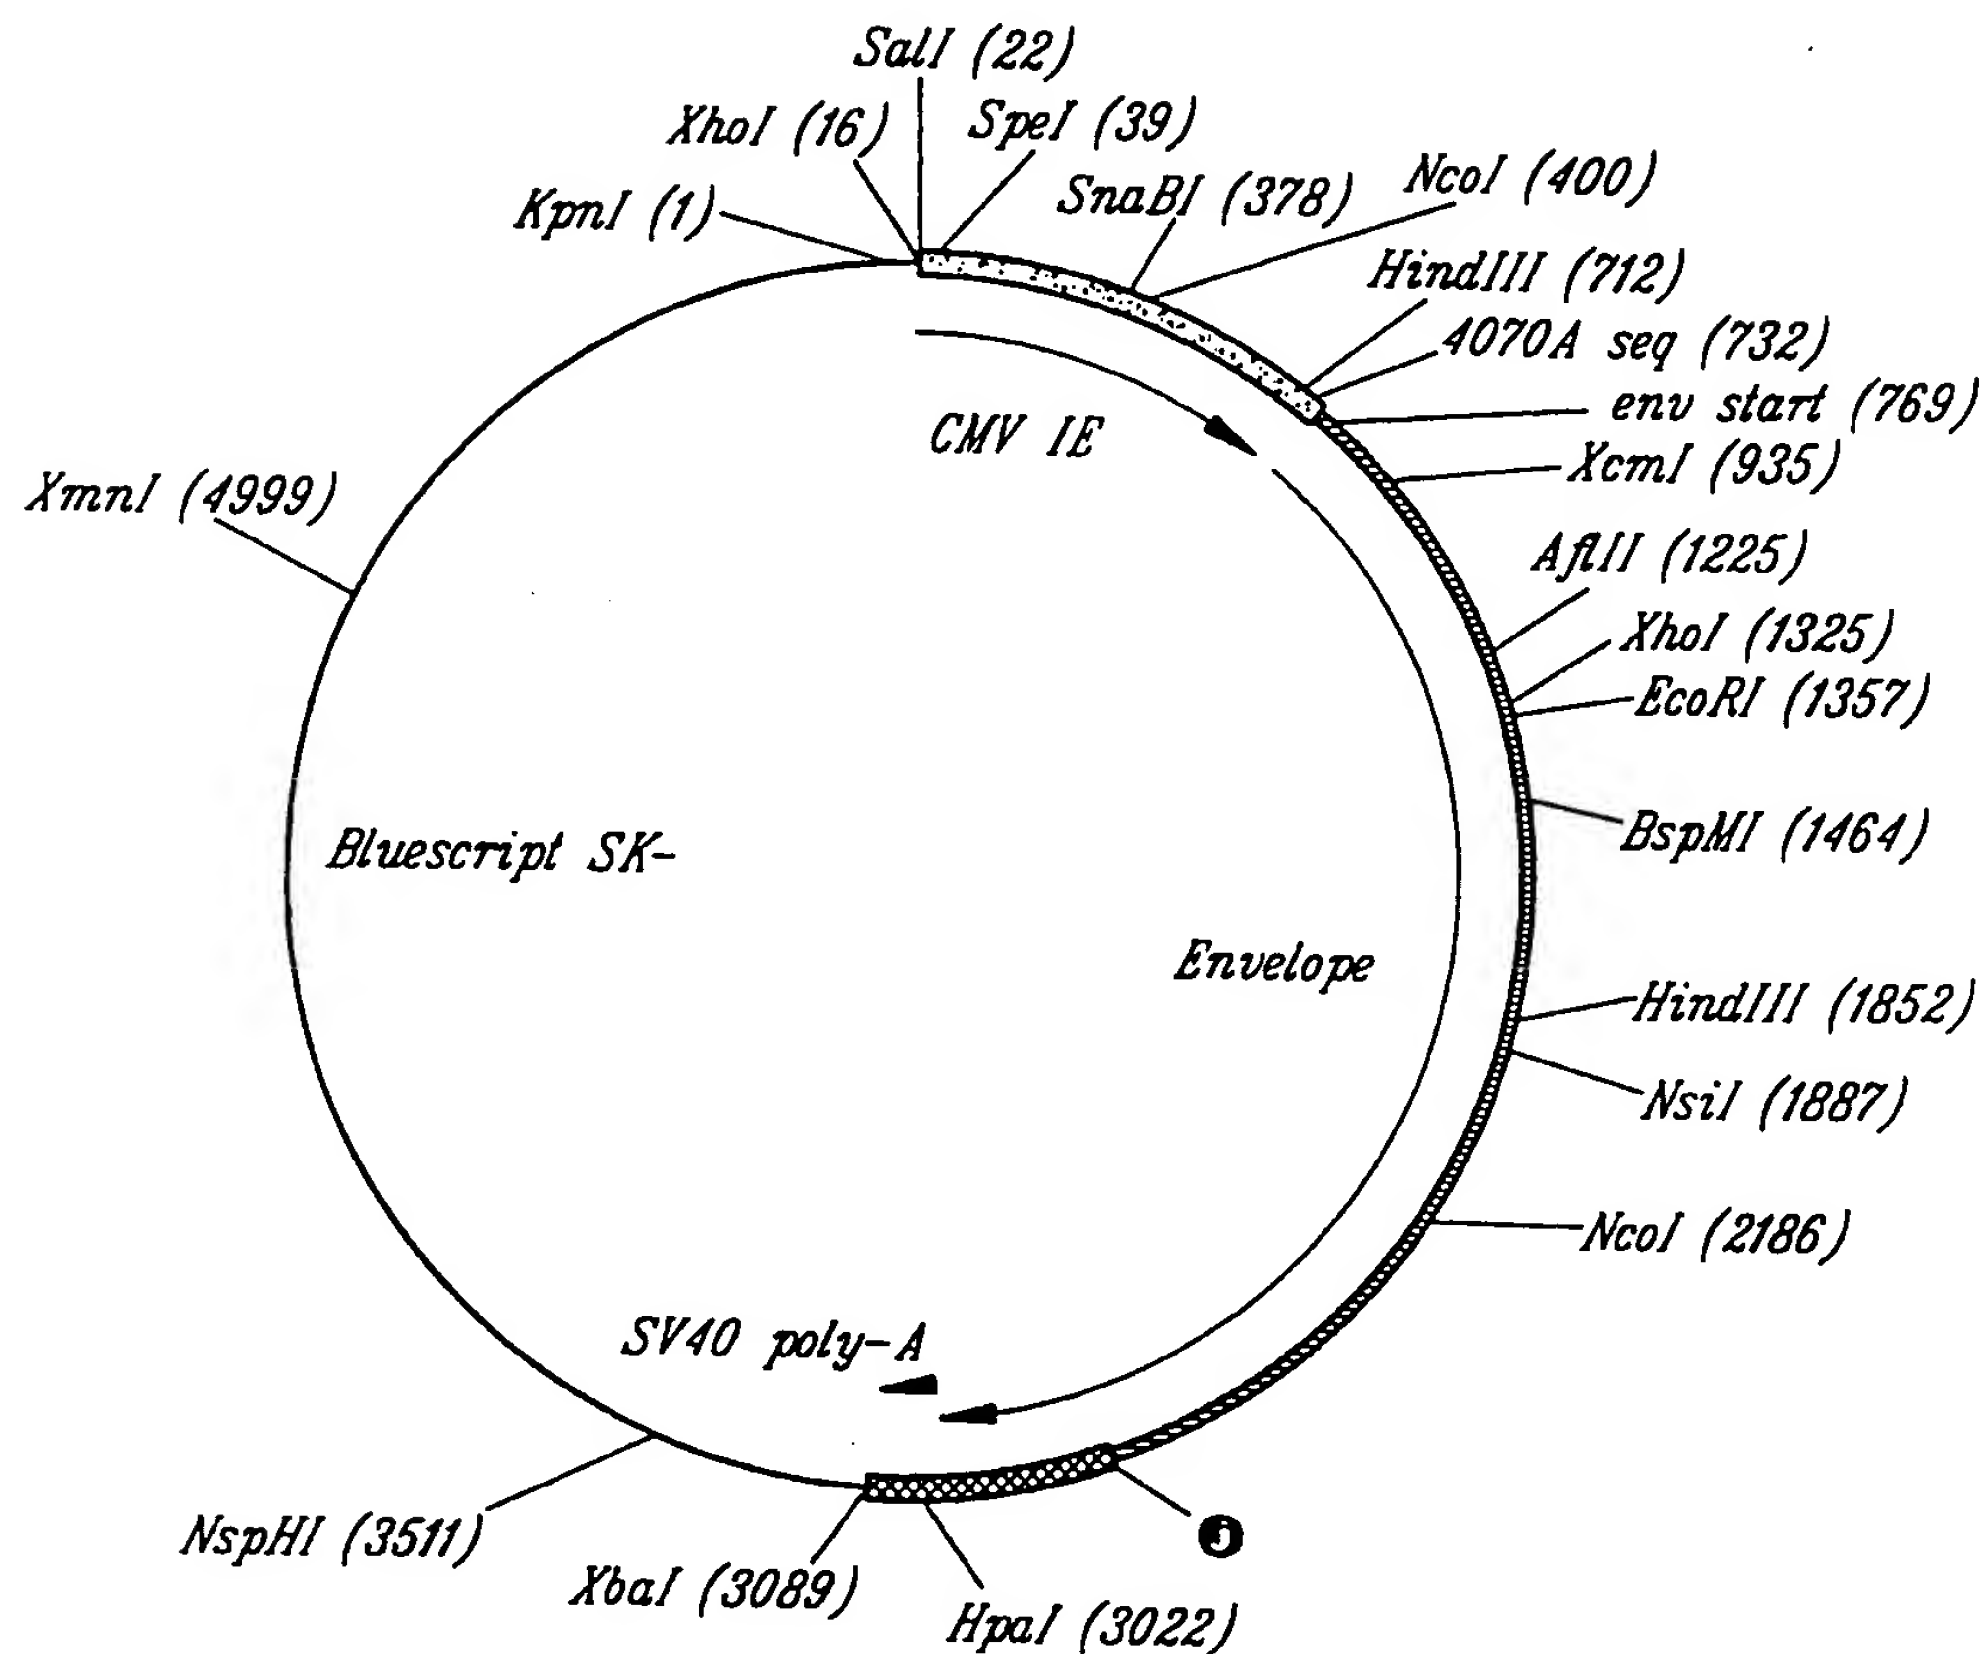 SalI (22)
XhoI (16)
SpeI (39)
KpnI (1)
SnaBI (378)
NcoI (400)
HindIII (712)
4070A seq (732)
env start (769)
CMV IE
XcmI (935)
XmnI (4999)
AflII (1225)
XhoI (1325)
EcoRI (1357)
BspMI (1464)
Bluescript SK-
Envelope
HindIII (1852)
NsiI (1887)
NcoI (2186)
SV40 poly-A
NspHI (3511)
XbaI (3089)
HpaI (3022)